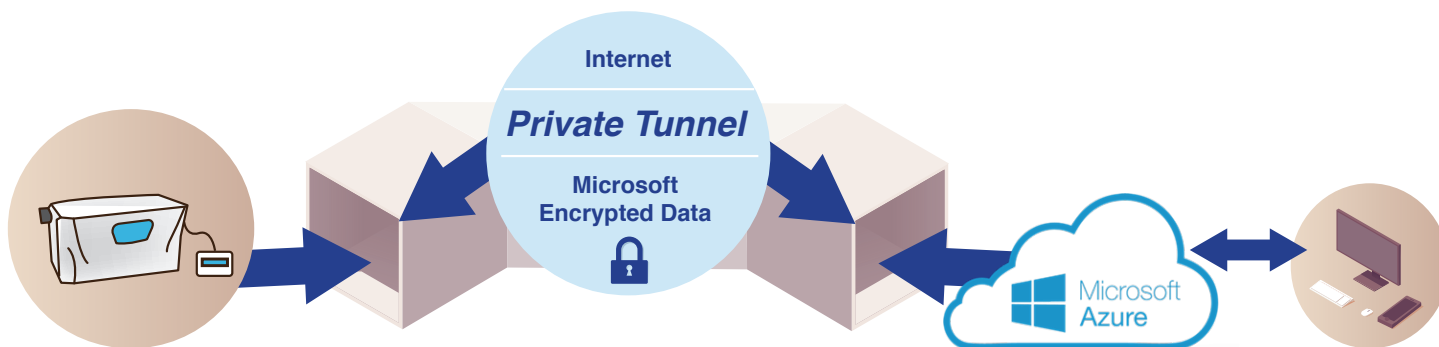 Internet
Private Tunnel
Microsoft
Encrypted Data
Microsoft
Azure